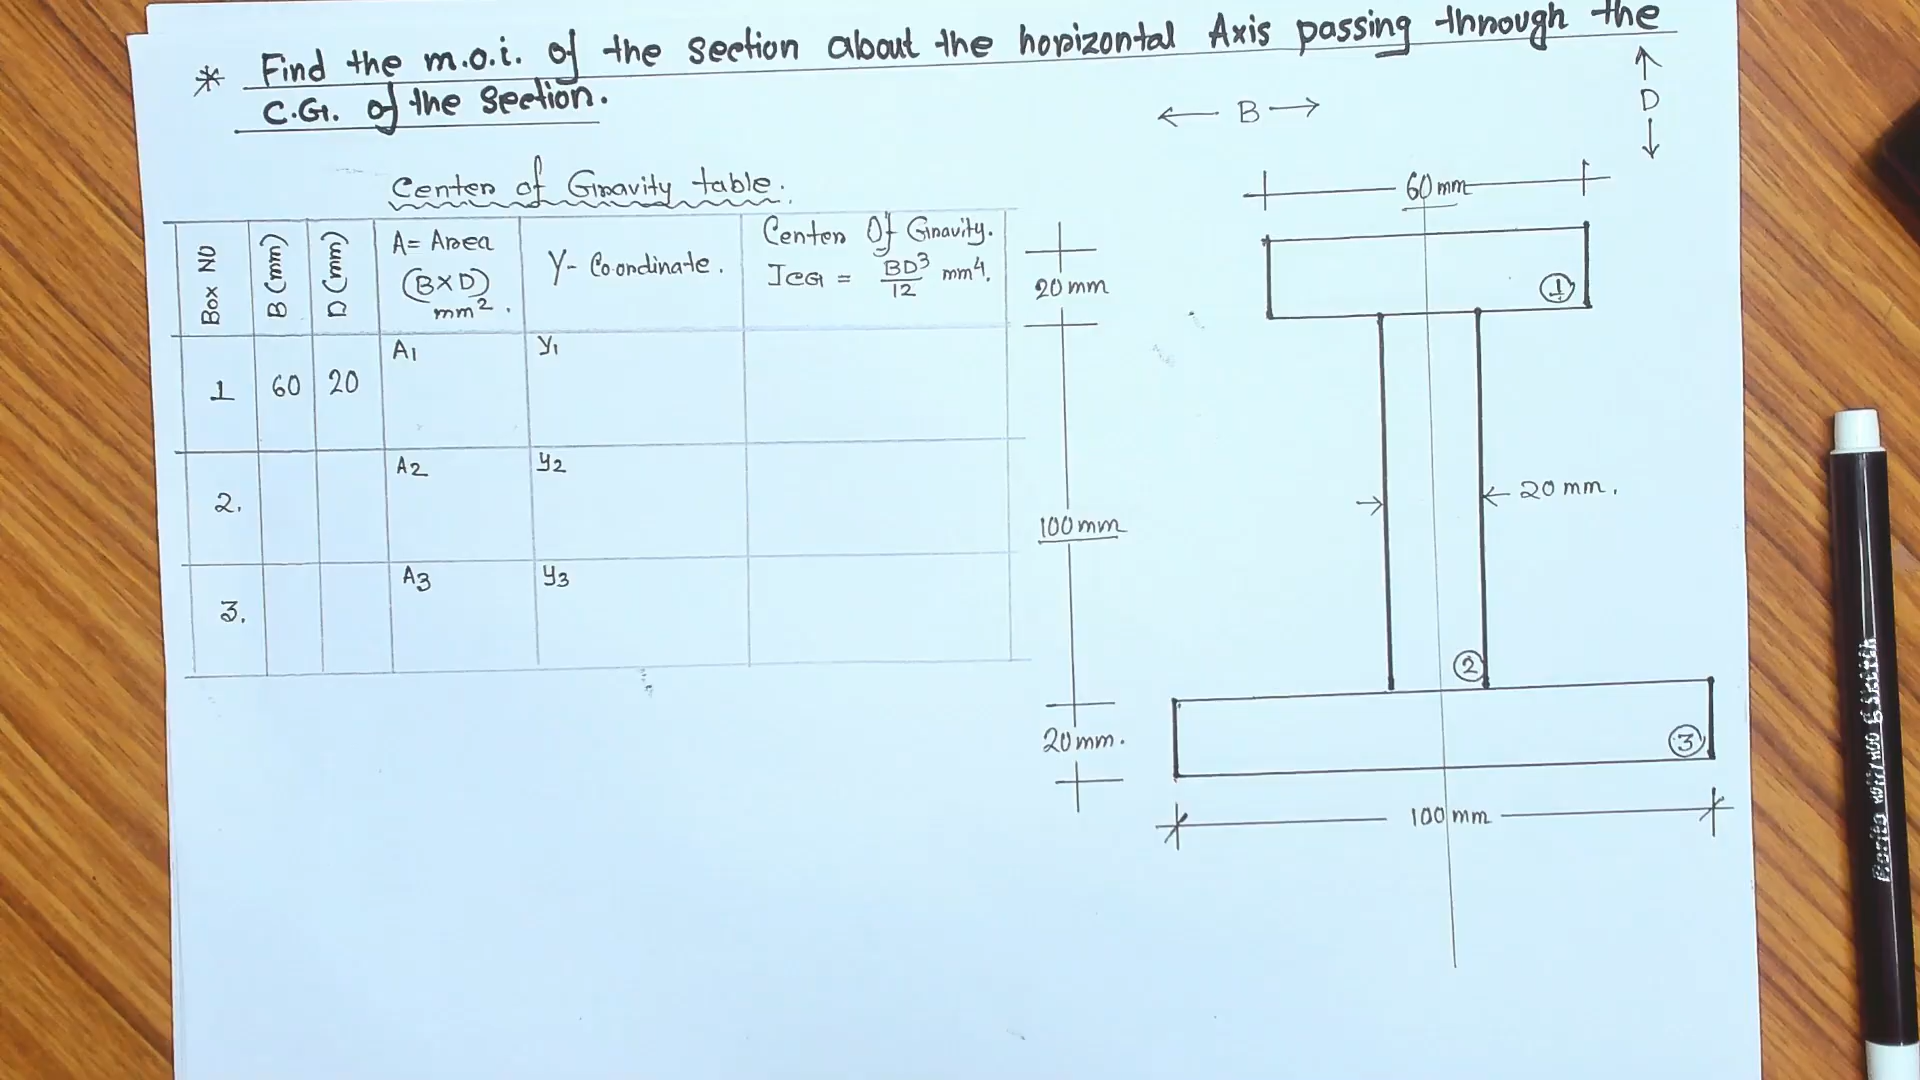 * Find the m.o.i. of the section about the horizontal Axis passing through the
C.G. of the section.
← B →
↑
D
↓
Center of Gravity table.
Box NO
B (mm)
D (mm)
A = Area
(B×D)
mm².
Y- Co-ordinate.
Center Of Gravity.
ICG = BD³/12 mm⁴.
1 60 20 A1 Y1
2. A2 Y2
3. A3 Y3
20 mm
100 mm
20 mm.
60 mm
1
20 mm.
2
3
100 mm